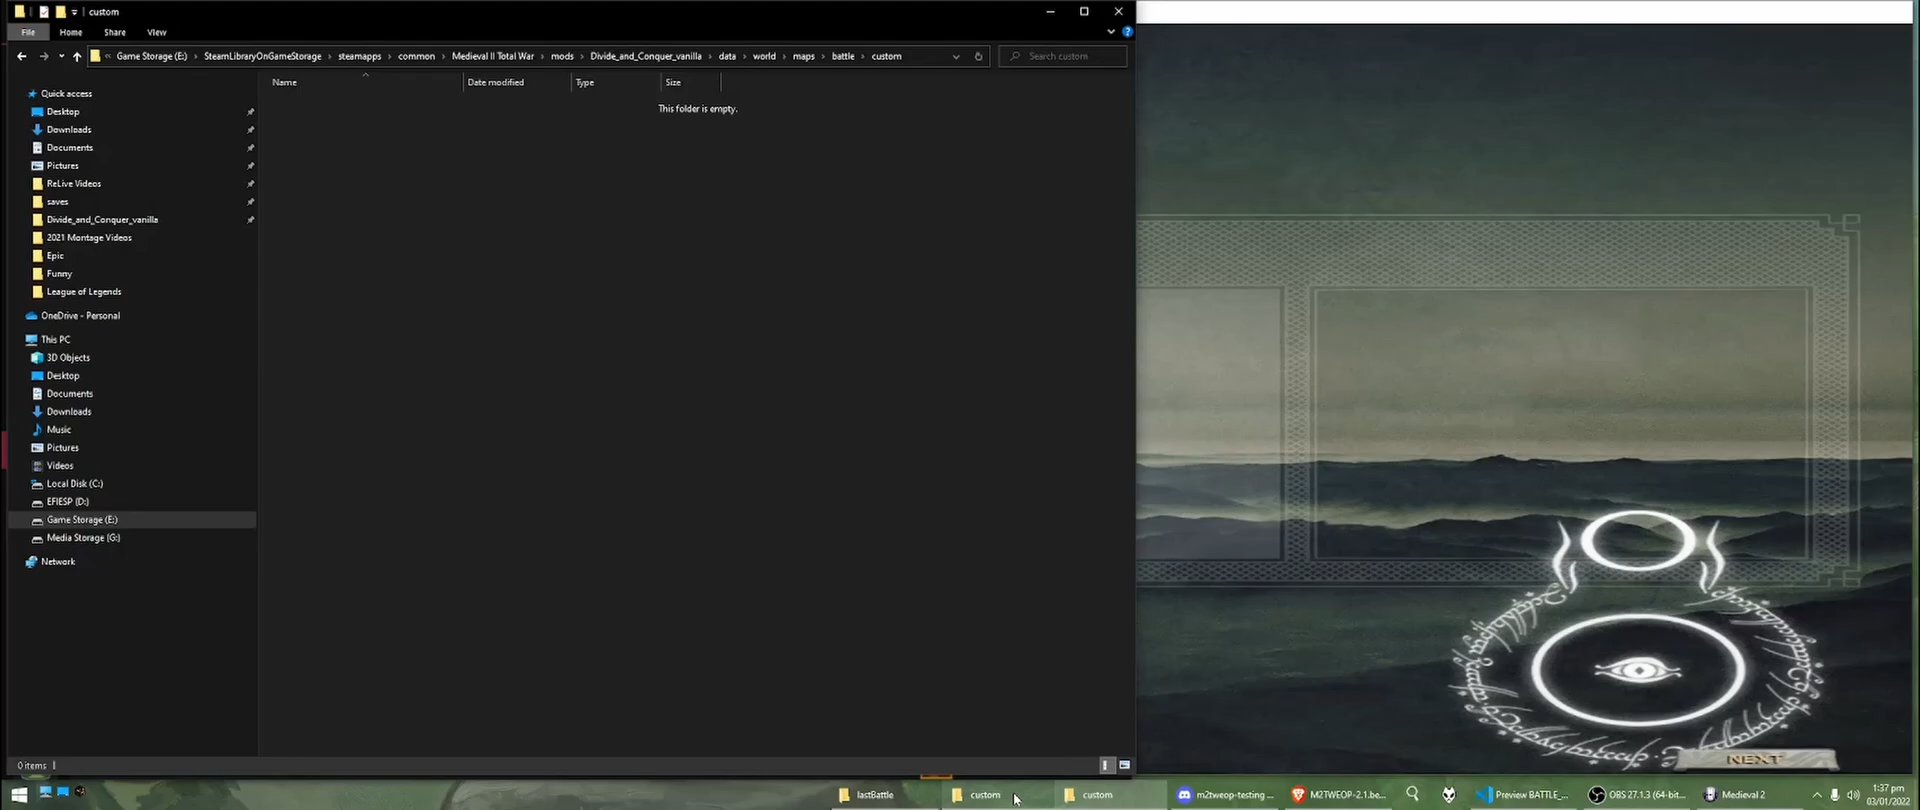 custom
File Home Share View
Game Storage (E:) › SteamLibraryOnGameStorage › steamapps › common › Medieval II Total War › mods › Divide_and_Conquer_vanilla › data › world › maps › battle › custom
Search custom
Name Date modified Type Size
This folder is empty.
Quick access
Desktop
Downloads
Documents
Pictures
ReLive Videos
saves
Divide_and_Conquer_vanilla
2021 Montage Videos
Epic
Funny
League of Legends
OneDrive - Personal
This PC
3D Objects
Desktop
Documents
Downloads
Music
Pictures
Videos
Local Disk (C:)
EFIESP (D:)
Game Storage (E:)
Media Storage (G:)
Network
0 items
NEXT
lastBattle custom custom m2tweop-testing ... M2TWEOP-2.1.be... Preview BATTLE_... OBS 27.1.3 (64-bit... Medieval 2
1:37 pm
03/01/2022